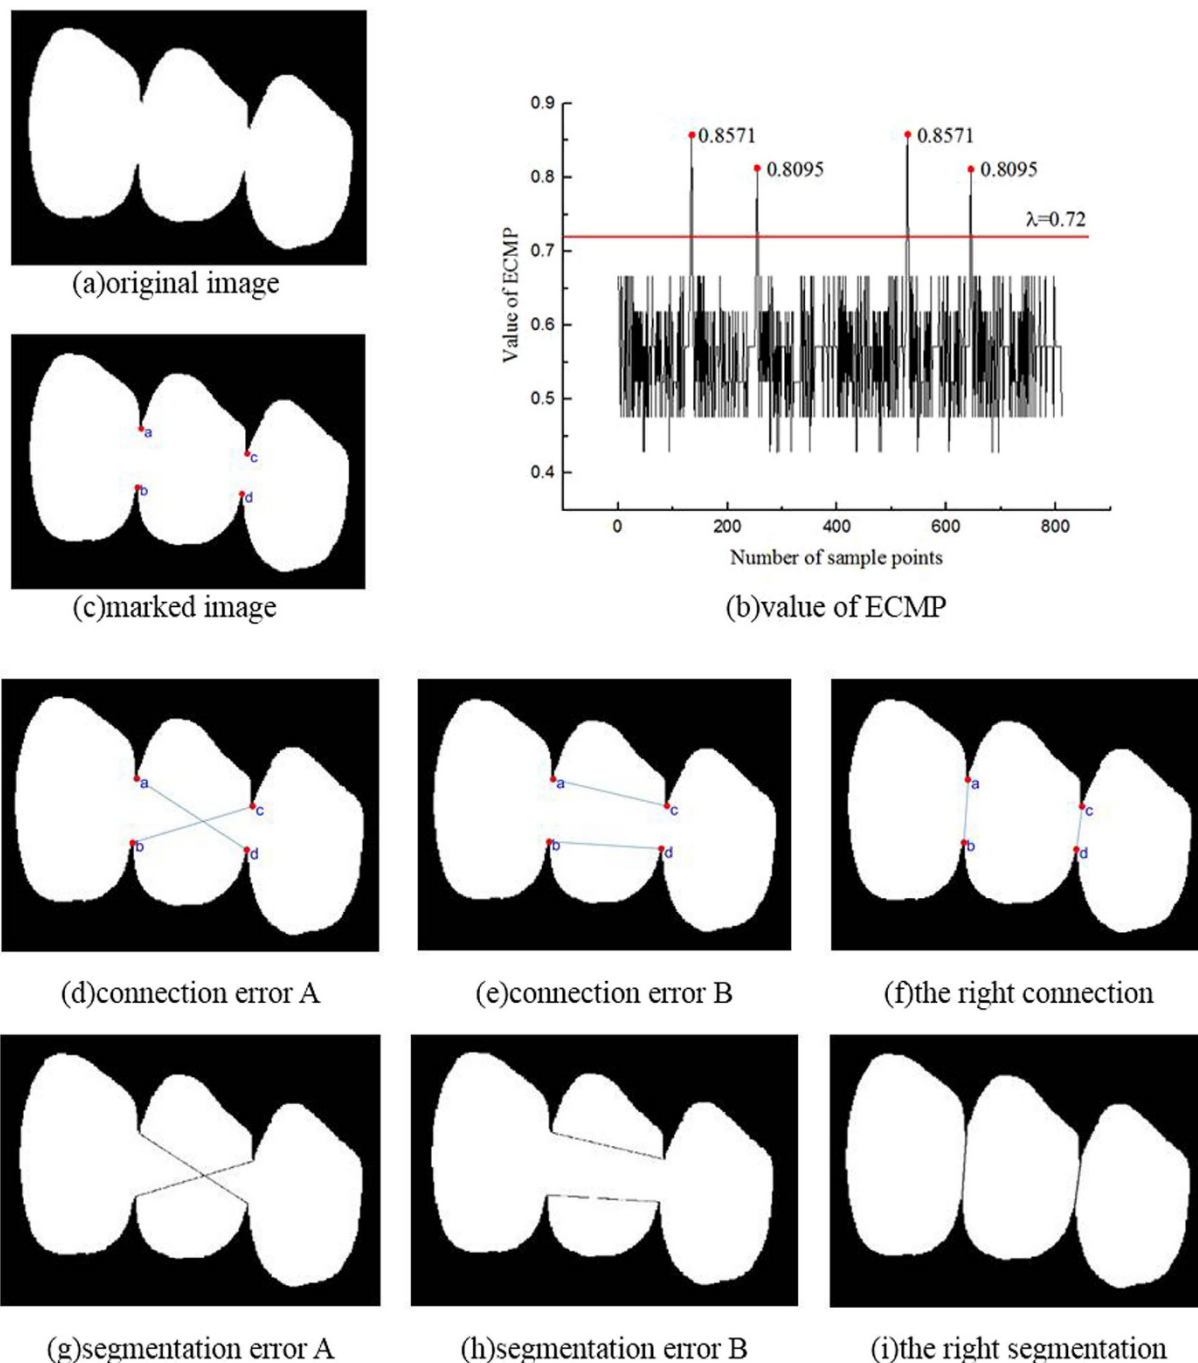 (a)original image
0.9
0.8
0.7
0.6
0.5
0.4
Value of ECMP
0.8571
0.8095
0.8571
0.8095
λ=0.72
0 200 400 600 800
Number of sample points
(b)value of ECMP
a
c
b
d
(c)marked image
a
c
b
d
(d)connection error A
a
c
b
d
(e)connection error B
a
c
b
d
(f)the right connection
(g)segmentation error A
(h)segmentation error B
(i)the right segmentation